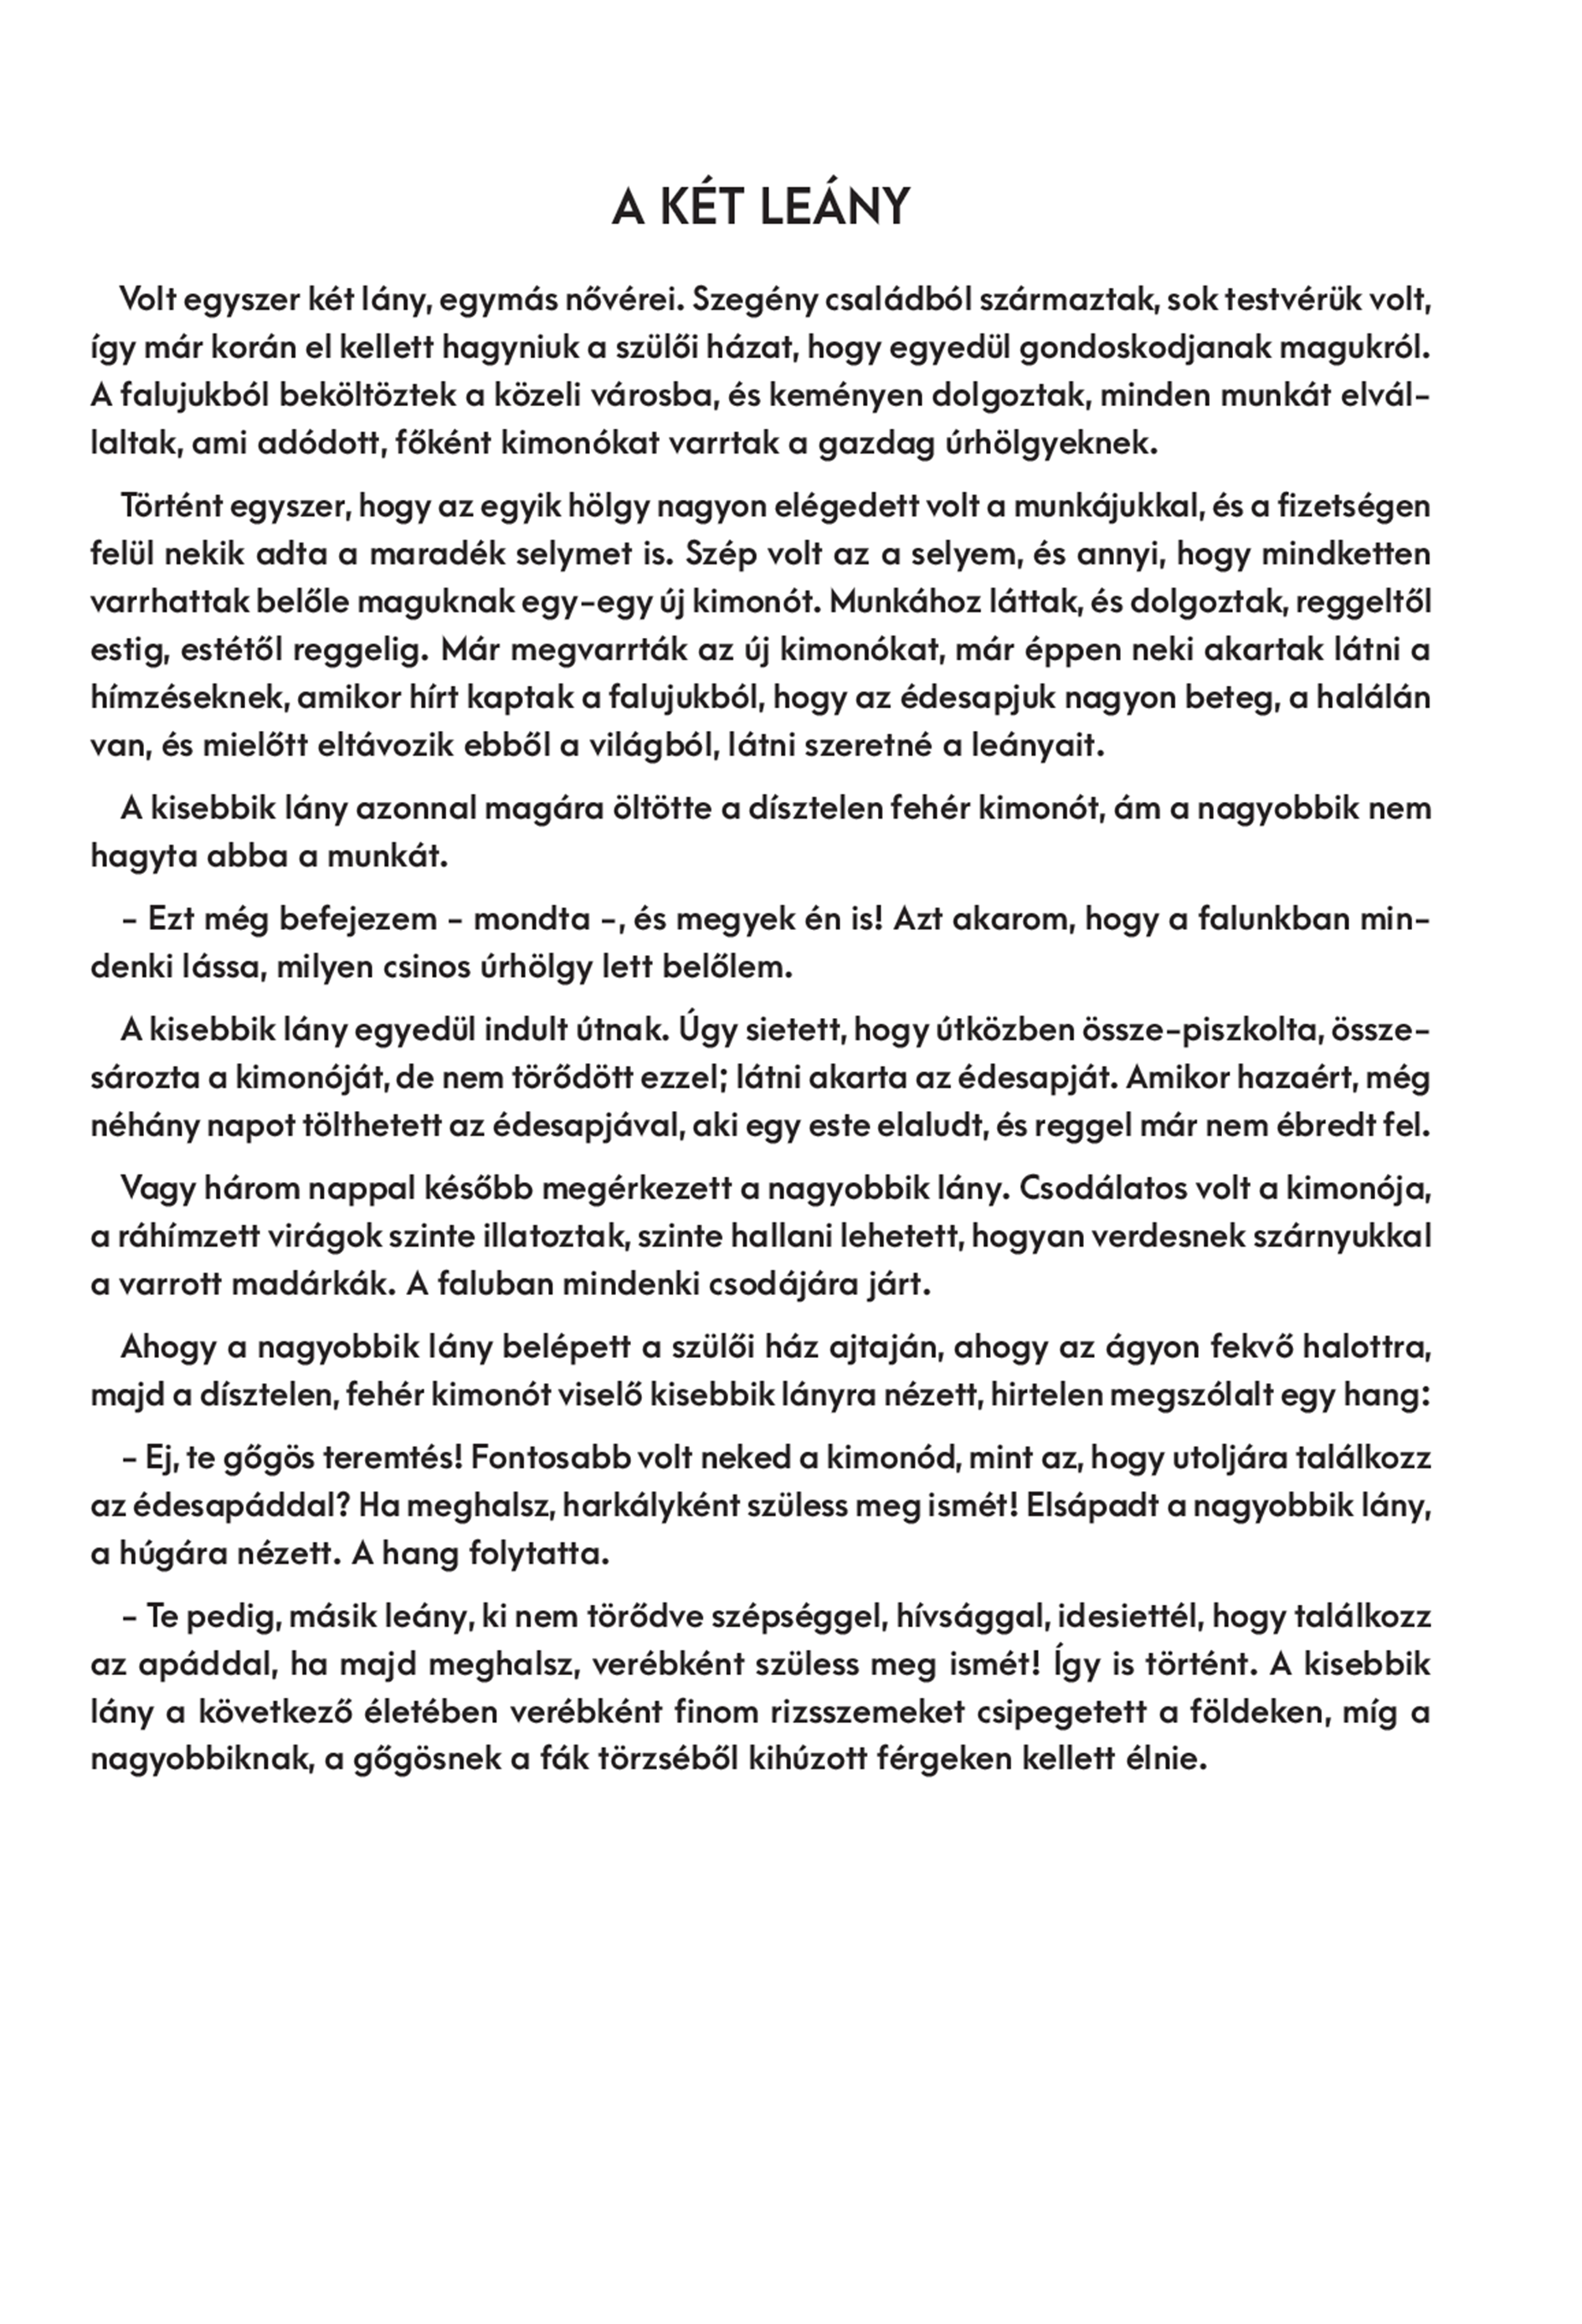 A KÉT LEÁNY
Volt egyszer két lány, egymás nővérei. Szegény családból származtak, sok testvérük volt,
így már korán el kellett hagyniuk a szülői házat, hogy egyedül gondoskodjanak magukról.
A falujukból beköltöztek a közeli városba, és keményen dolgoztak, minden munkát elvál-
laltak, ami adódott, főként kimonókat varrtak a gazdag úrhölgyeknek.
Történt egyszer, hogy az egyik hölgy nagyon elégedett volt a munkájukkal, és a fizetségen
felül nekik adta a maradék selymet is. Szép volt az a selyem, és annyi, hogy mindketten
varrhattak belőle maguknak egy-egy új kimonót. Munkához láttak, és dolgoztak, reggeltől
estig, estétől reggelig. Már megvarrták az új kimonókat, már éppen neki akartak látni a
hímzéseknek, amikor hírt kaptak a falujukból, hogy az édesapjuk nagyon beteg, a halálán
van, és mielőtt eltávozik ebből a világból, látni szeretné a leányait.
A kisebbik lány azonnal magára öltötte a dísztelen fehér kimonót, ám a nagyobbik nem
hagyta abba a munkát.
– Ezt még befejezem – mondta –, és megyek én is! Azt akarom, hogy a falunkban min-
denki lássa, milyen csinos úrhölgy lett belőlem.
A kisebbik lány egyedül indult útnak. Úgy sietett, hogy útközben össze-piszkolta, össze-
sározta a kimonóját, de nem törődött ezzel; látni akarta az édesapját. Amikor hazaért, még
néhány napot tölthetett az édesapjával, aki egy este elaludt, és reggel már nem ébredt fel.
Vagy három nappal később megérkezett a nagyobbik lány. Csodálatos volt a kimonója,
a ráhímzett virágok szinte illatoztak, szinte hallani lehetett, hogyan verdesnek szárnyukkal
a varrott madárkák. A faluban mindenki csodájára járt.
Ahogy a nagyobbik lány belépett a szülői ház ajtaján, ahogy az ágyon fekvő halottra,
majd a dísztelen, fehér kimonót viselő kisebbik lányra nézett, hirtelen megszólalt egy hang:
– Ej, te gőgös teremtés! Fontosabb volt neked a kimonód, mint az, hogy utoljára találkozz
az édesapáddal? Ha meghalsz, harkályként szüless meg ismét! Elsápadt a nagyobbik lány,
a húgára nézett. A hang folytatta.
– Te pedig, másik leány, ki nem törődve szépséggel, hívsággal, idesiettél, hogy találkozz
az apáddal, ha majd meghalsz, verébként szüless meg ismét! Így is történt. A kisebbik
lány a következő életében verébként finom rizsszemeket csipegetett a földeken, míg a
nagyobbiknak, a gőgösnek a fák törzséből kihúzott férgeken kellett élnie.